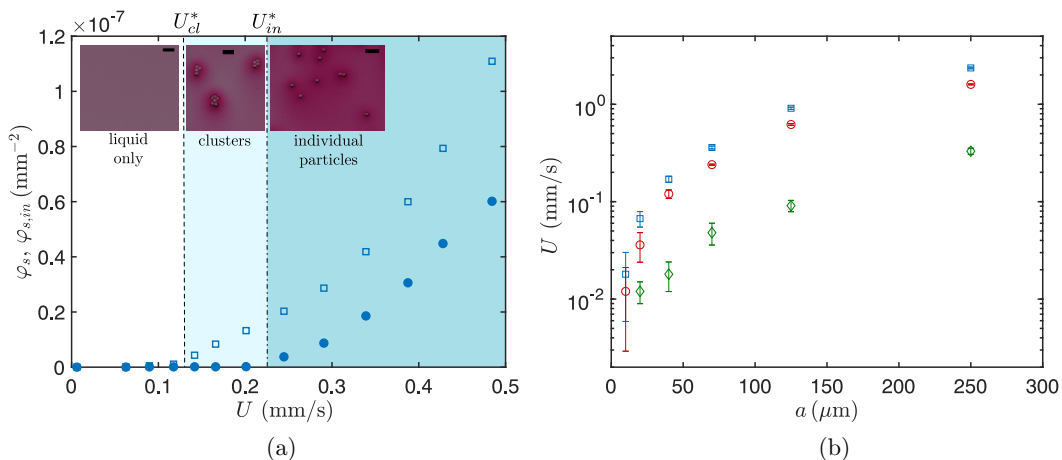 ×10⁻⁷
U*cl U*in
1.2
1
0.8
0.6
0.4
0.2
0
φs, φs,in (mm⁻²)
liquid only
clusters
individual particles
0 0.1 0.2 0.3 0.4 0.5
U (mm/s)
(a)
10⁰
10⁻¹
10⁻²
U (mm/s)
0 50 100 150 200 250 300
a (μm)
(b)